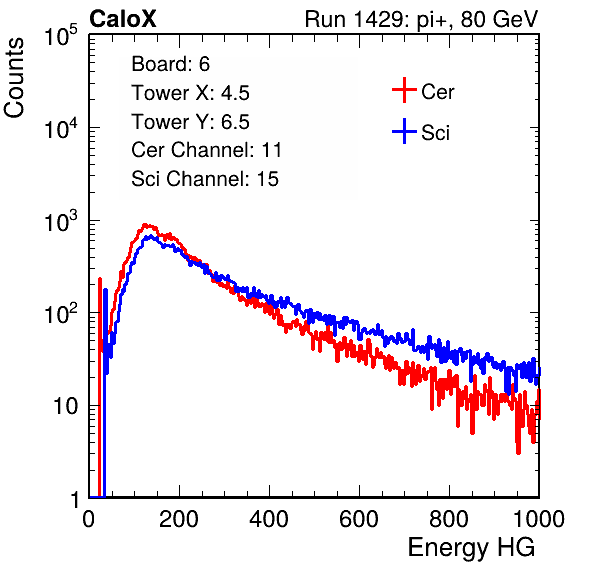 CaloX Run 1429: pi+, 80 GeV
Counts
Board: 6
Tower X: 4.5
Tower Y: 6.5
Cer Channel: 11
Sci Channel: 15
Cer
Sci
10^5
10^4
10^3
10^2
10
1
0 200 400 600 800 1000
Energy HG